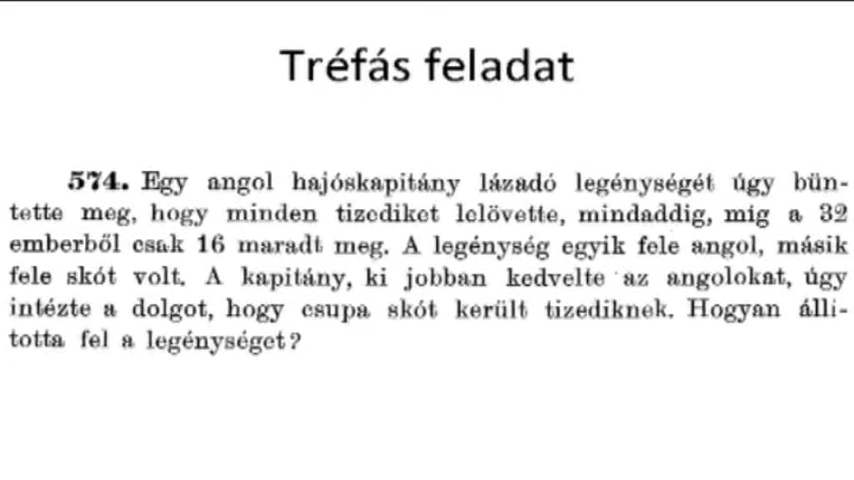 Tréfás feladat
574. Egy angol hajóskapitány lázadó legénységét úgy bün-
tette meg, hogy minden tizediket lelövette, mindaddig, míg a 32
emberből csak 16 maradt meg. A legénység egyik fele angol, másik
fele skót volt. A kapitány, ki jobban kedvelte az angolokat, úgy
intézte a dolgot, hogy csupa skót került tizediknek. Hogyan álli-
totta fel a legénységet?